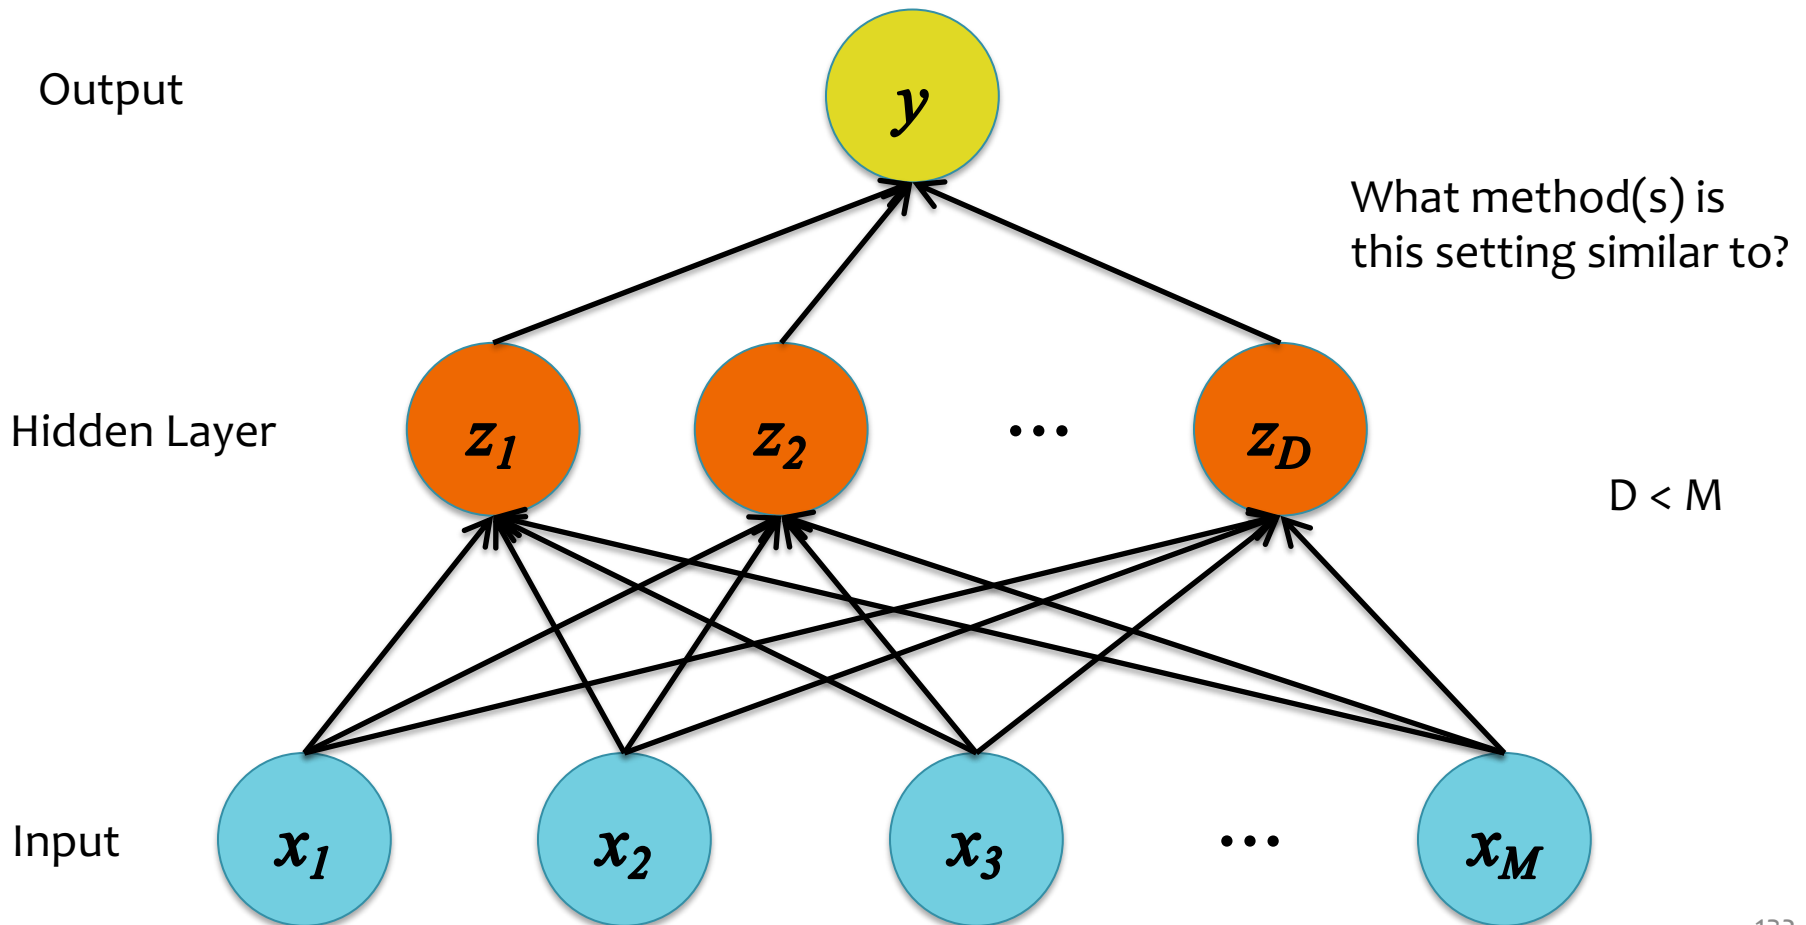 Output
y
What method(s) is
this setting similar to?
Hidden Layer
z1
z2
...
zD
D < M
Input
x1
x2
x3
...
xM